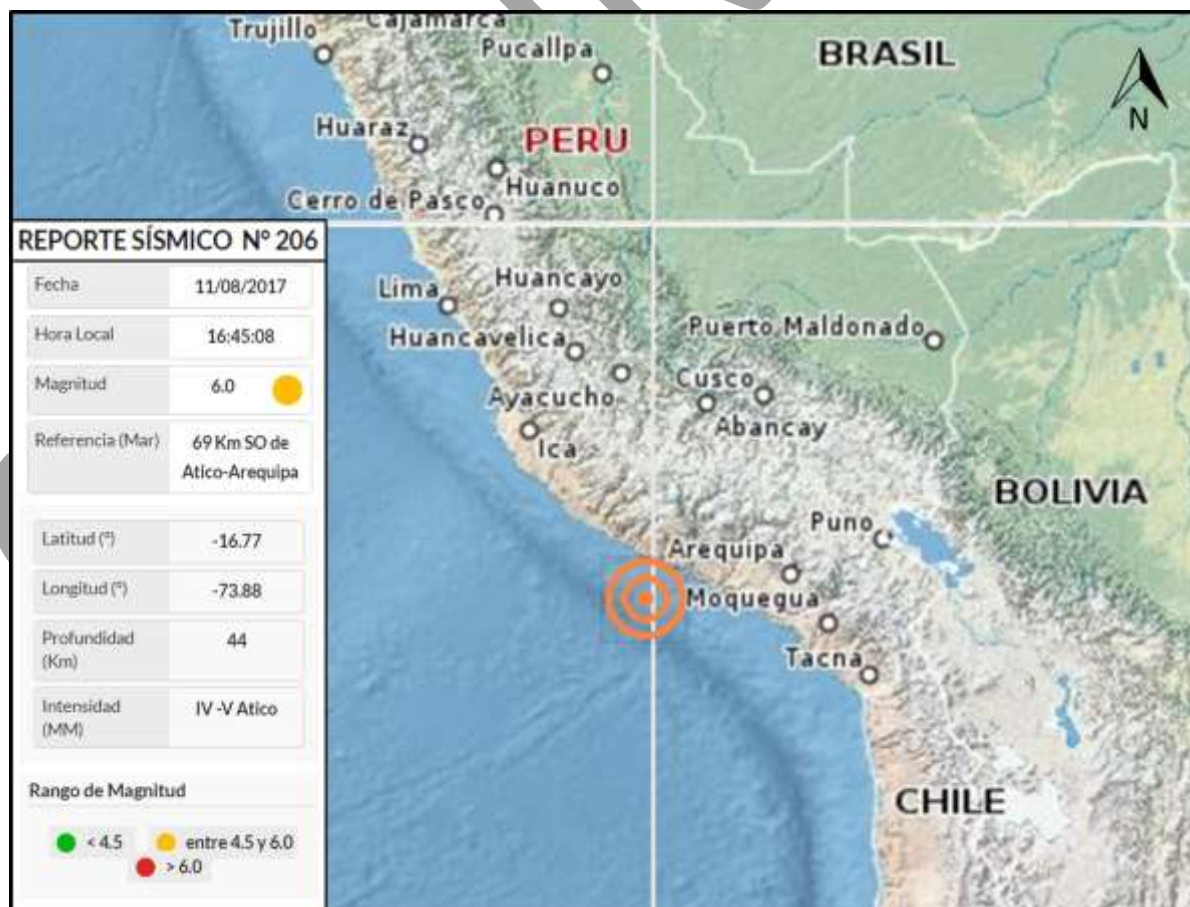 Trujillo
Cajamarca
Pucallpa
BRASIL
N
Huaraz
PERU
Huanuco
Cerro de Pasco
REPORTE SÍSMICO N° 206
Fecha 11/08/2017
Hora Local 16:45:08
Magnitud 6.0
Referencia (Mar) 69 Km SO de
Atico-Arequipa
Latitud (°) -16.77
Longitud (°) -73.88
Profundidad 44
(Km)
Intensidad IV -V Atico
(MM)
Rango de Magnitud
< 4.5 entre 4.5 y 6.0
> 6.0
Lima
Huancayo
Huancavelica
Puerto Maldonado
Ayacucho
Cusco
Abancay
Ica
BOLIVIA
Puno
Arequipa
Moquegua
Tacna
CHILE